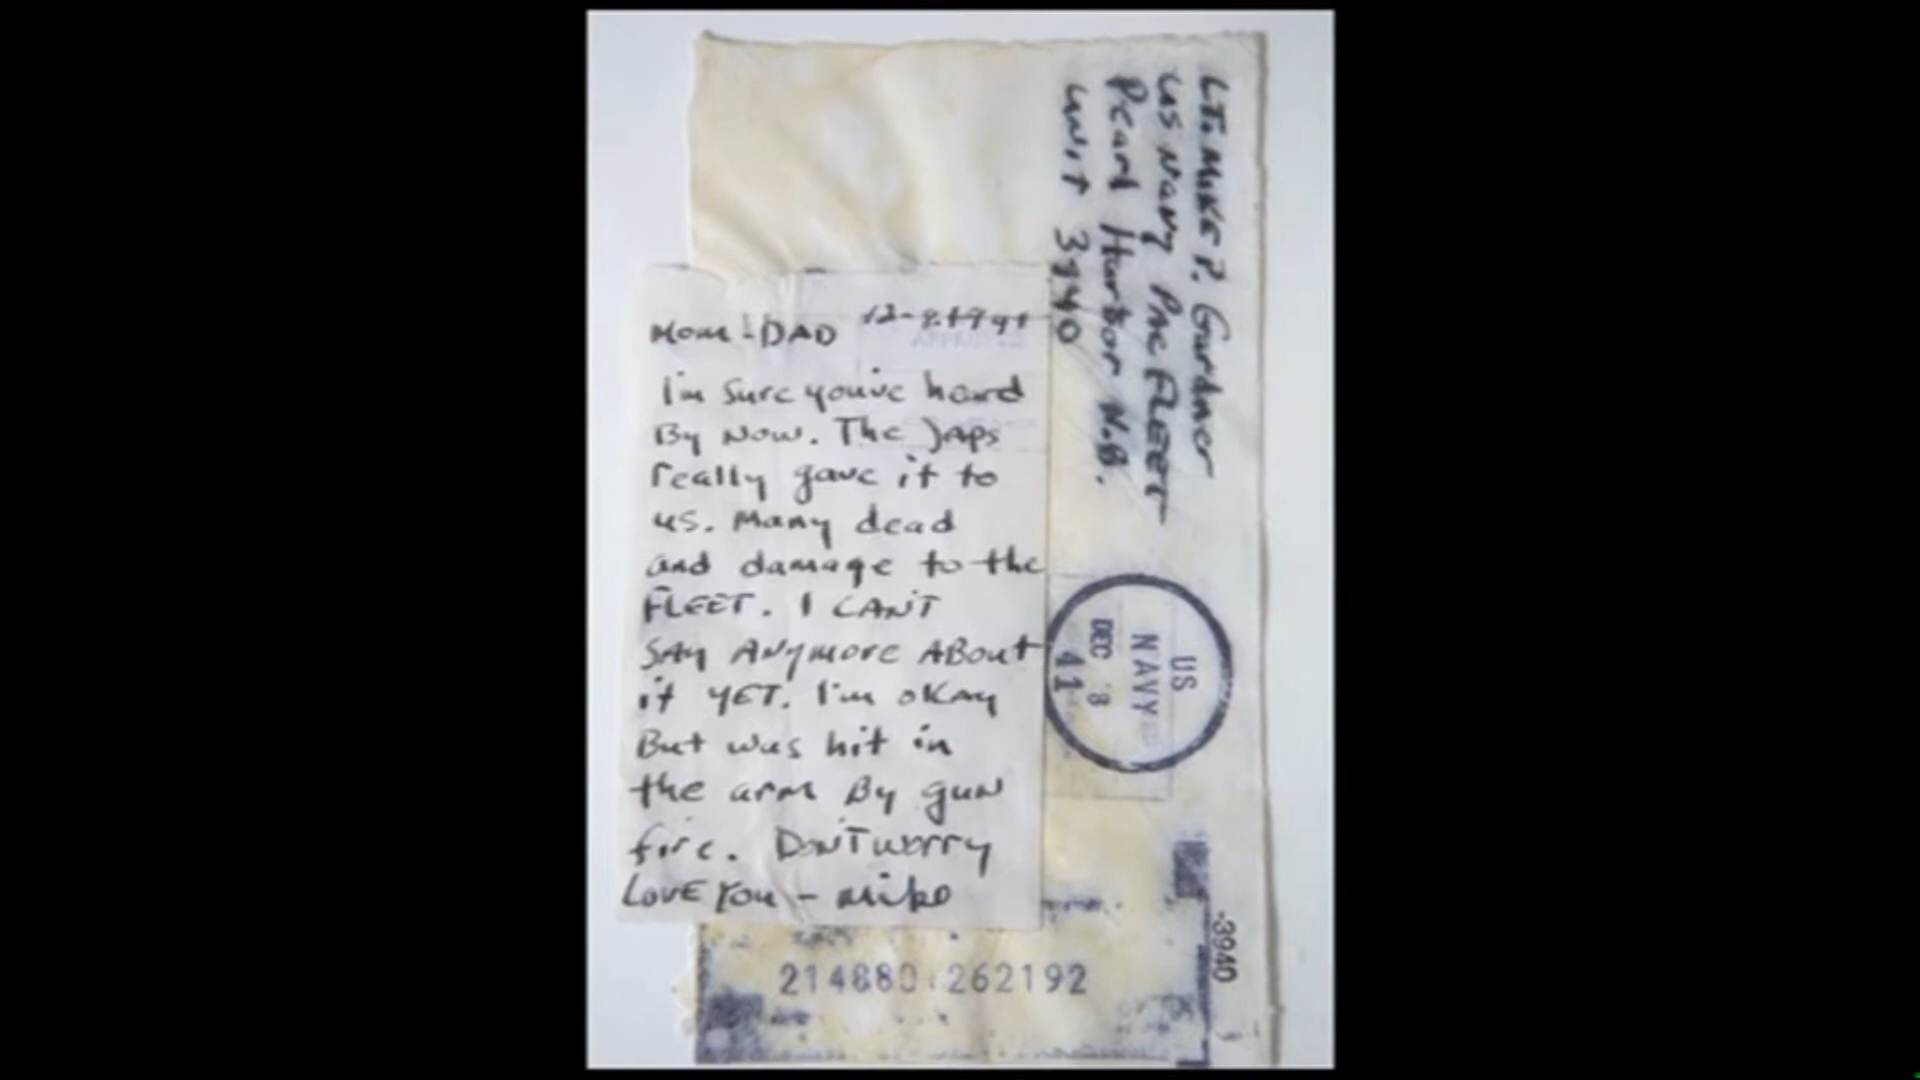 LT. MIKE P. Gardner
US Navy PAC FLEET
Pearl Harbor N.B.
UNIT 3940
Mom - DAD 12-8-1941
I'm Sure you've heard
By Now. The JAPS
really gave it to
us. Many dead
and damage to the
FLEET. I CAN'T
SAY ANymore ABout
it YET. I'm okay
But was hit in
the arm By gun
fire. DON'T worry
LOVE You - Mike
US
NAVY
DEC 8
41
-3940
214880 262192